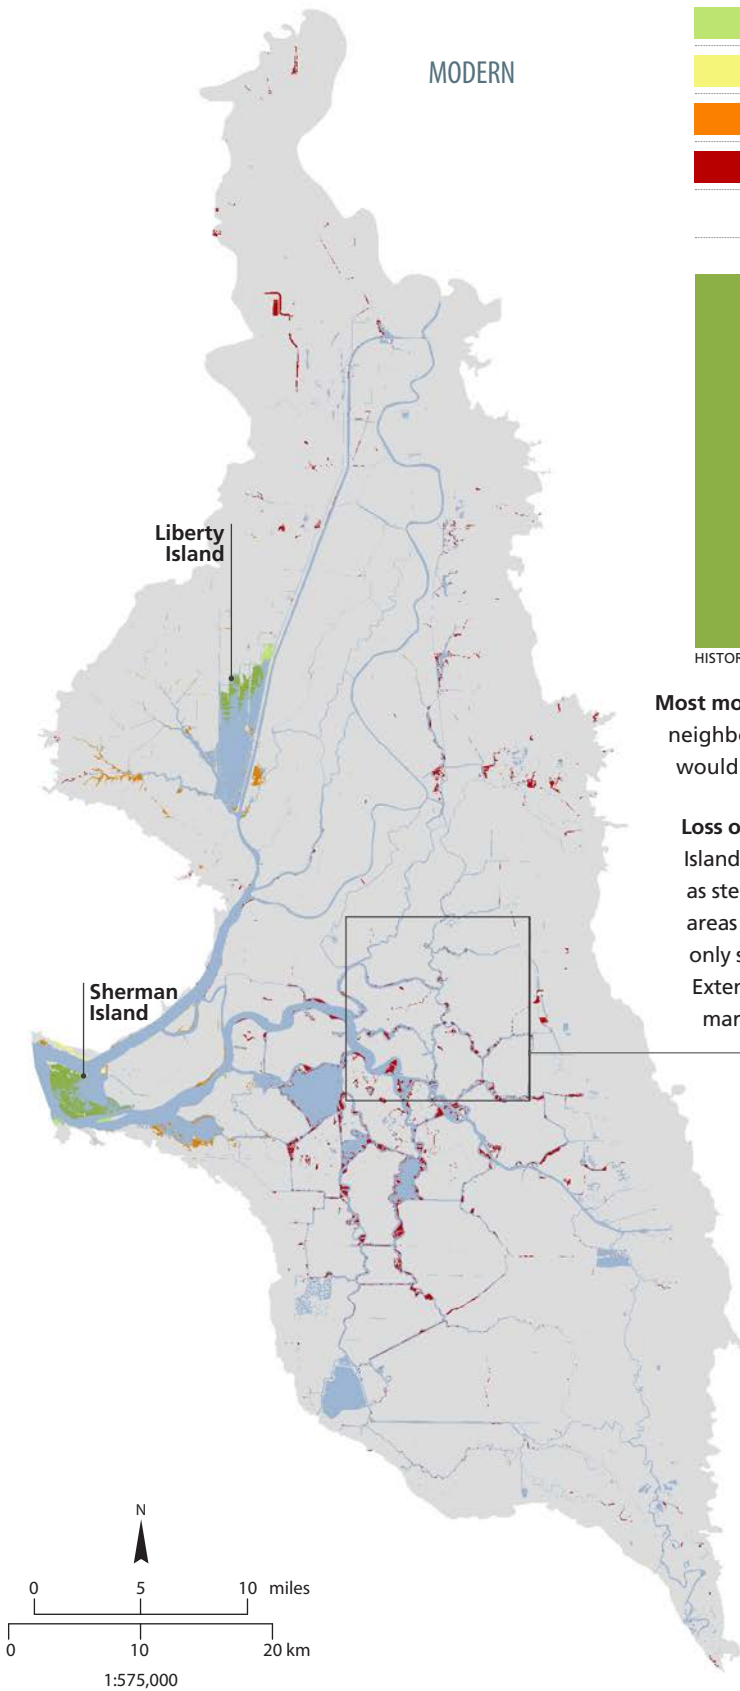 MODERN
Liberty
Island
HISTOR
Most mo
neighbo
would
Loss o
Island
as ste
areas
only s
Exter
mar
Sherman
Island
N
0 5 10 miles
0 10 20 km
1:575,000